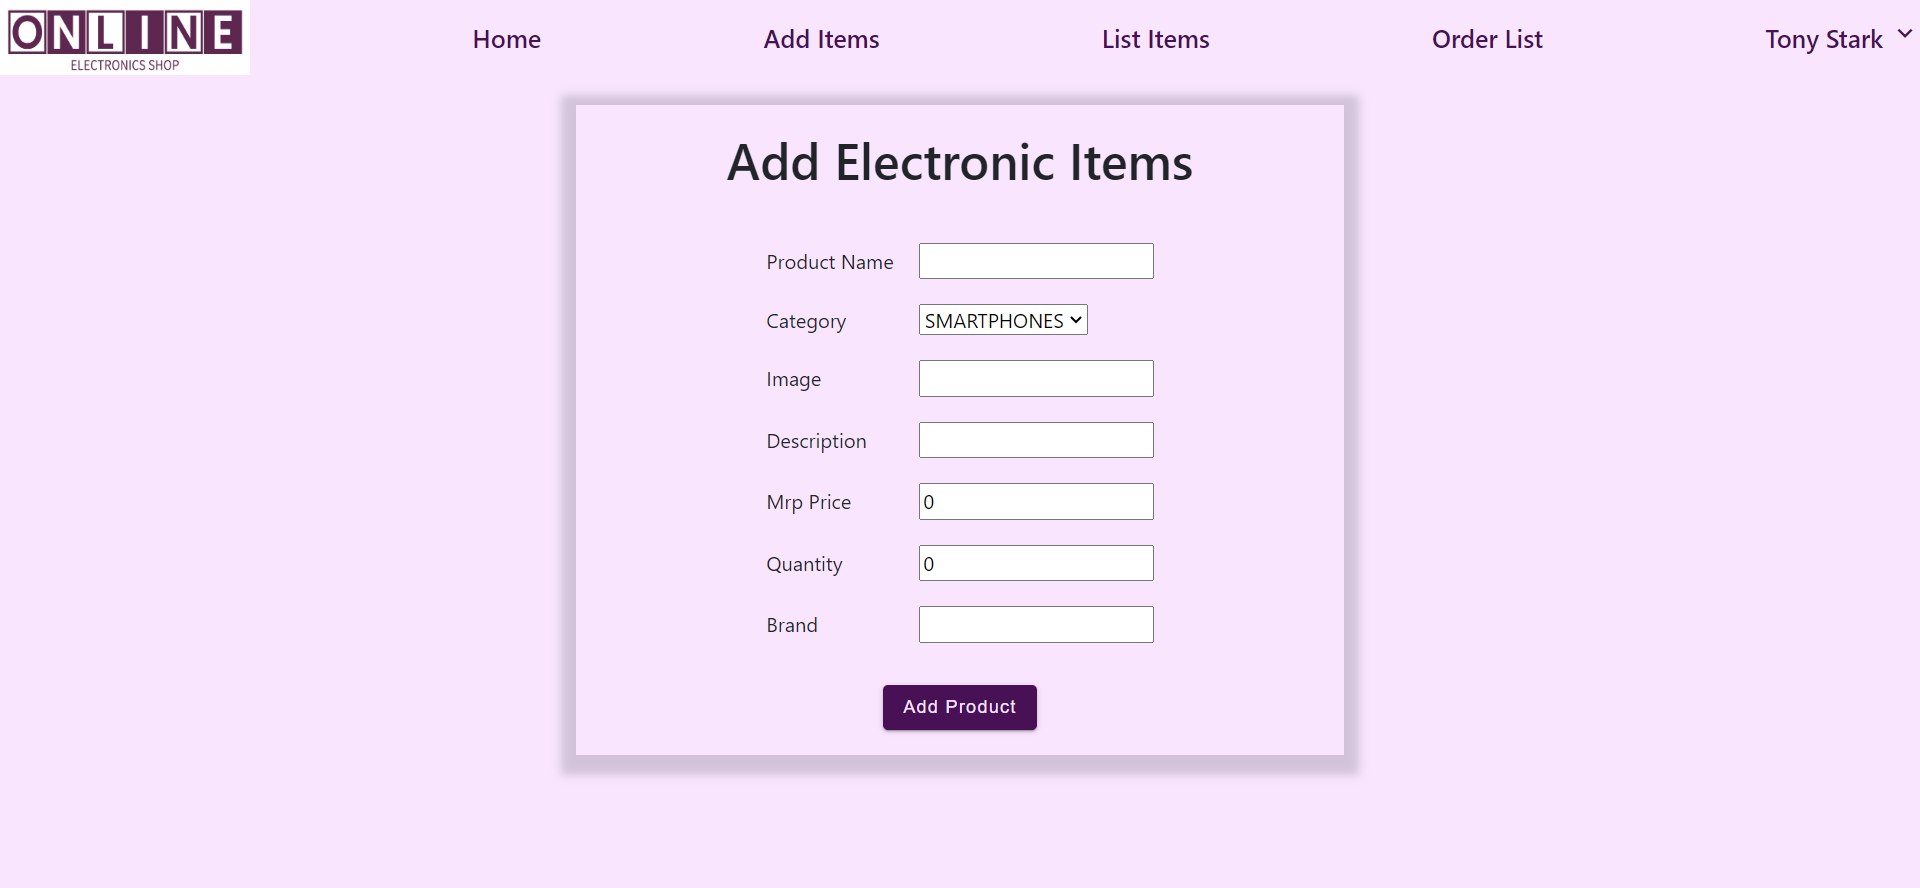 ONLINE
ELECTRONICS SHOP
Home
Add Items
List Items
Order List
Tony Stark
Add Electronic Items
Product Name
Category
SMARTPHONES
Image
Description
Mrp Price
0
Quantity
0
Brand
Add Product